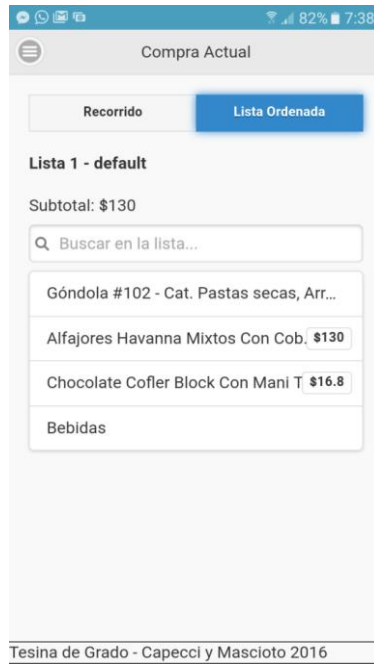 82% 7:38
Compra Actual
Recorrido Lista Ordenada
Lista 1 - default
Subtotal: $130
Buscar en la lista...
Góndola #102 - Cat. Pastas secas, Arr...
Alfajores Havanna Mixtos Con Cob. $130
Chocolate Cofler Block Con Mani T $16.8
Bebidas
Tesina de Grado - Capecci y Mascioto 2016